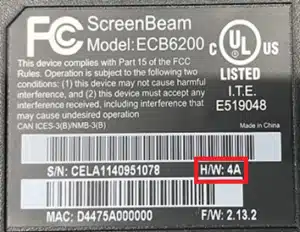 FC ScreenBeam
Model: ECB6200
c UL US
LISTED
I.T.E.
E519048
This device complies with Part 15 of the FCC
Rules. Operation is subject to the following two
conditions: (1) this device may not cause harmful
interference, and (2) this device must accept
any interference received, including interference that
may cause undesired operation
CAN ICES-3(B)/NMB-3(B)
Made in China
S/N: CELA1140951078 H/W: 4A
MAC: D4475A000000 F/W: 2.13.2